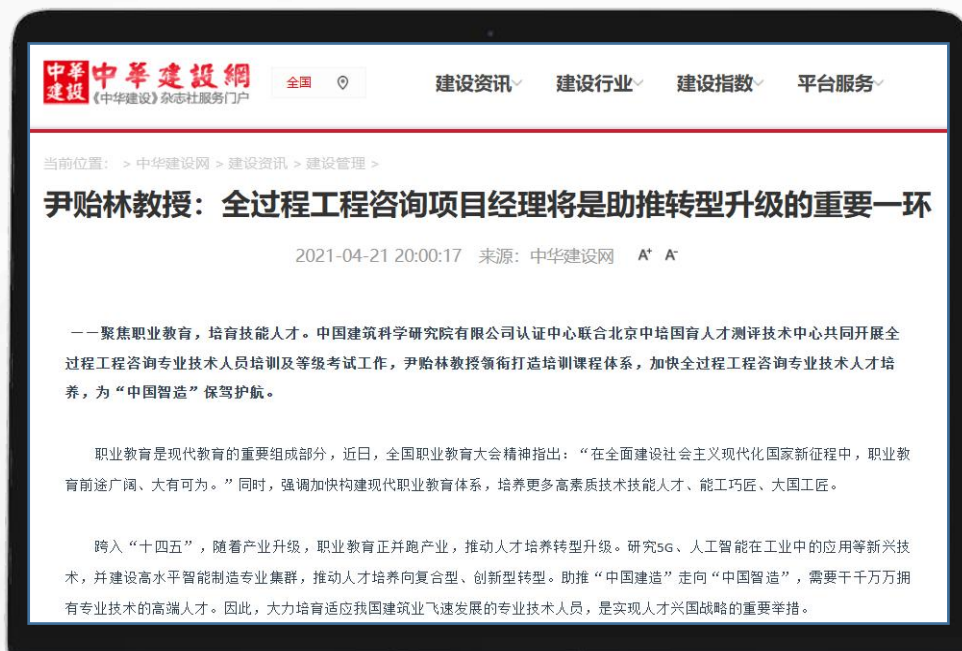 中华
建设
中华建設網
《中华建设》杂志社服务门户
全国
建设资讯
建设行业
建设指数
平台服务
当前位置： > 中华建设网 > 建设资讯 > 建设管理 >
尹贻林教授：全过程工程咨询项目经理将是助推转型升级的重要一环
2021-04-21 20:00:17 来源：中华建设网 A+ A-
——聚焦职业教育，培育技能人才。中国建筑科学研究院有限公司认证中心联合北京中培国育人才测评技术中心共同开展全
过程工程咨询专业技术人员培训及等级考试工作，尹贻林教授领衔打造培训课程体系，加快全过程工程咨询专业技术人才培
养，为“中国智造”保驾护航。
职业教育是现代教育的重要组成部分，近日，全国职业教育大会精神指出：“在全面建设社会主义现代化国家新征程中，职业教
育前途广阔、大有可为。”同时，强调加快构建现代职业教育体系，培养更多高素质技术技能人才、能工巧匠、大国工匠。
跨入“十四五”，随着产业升级，职业教育正并跑产业，推动人才培养转型升级。研究5G、人工智能在工业中的应用等新兴技
术，并建设高水平智能制造专业集群，推动人才培养向复合型、创新型转型。助推“中国建造”走向“中国智造”，需要千千万万拥
有专业技术的高端人才。因此，大力培育适应我国建筑业飞速发展的专业技术人员，是实现人才兴国战略的重要举措。